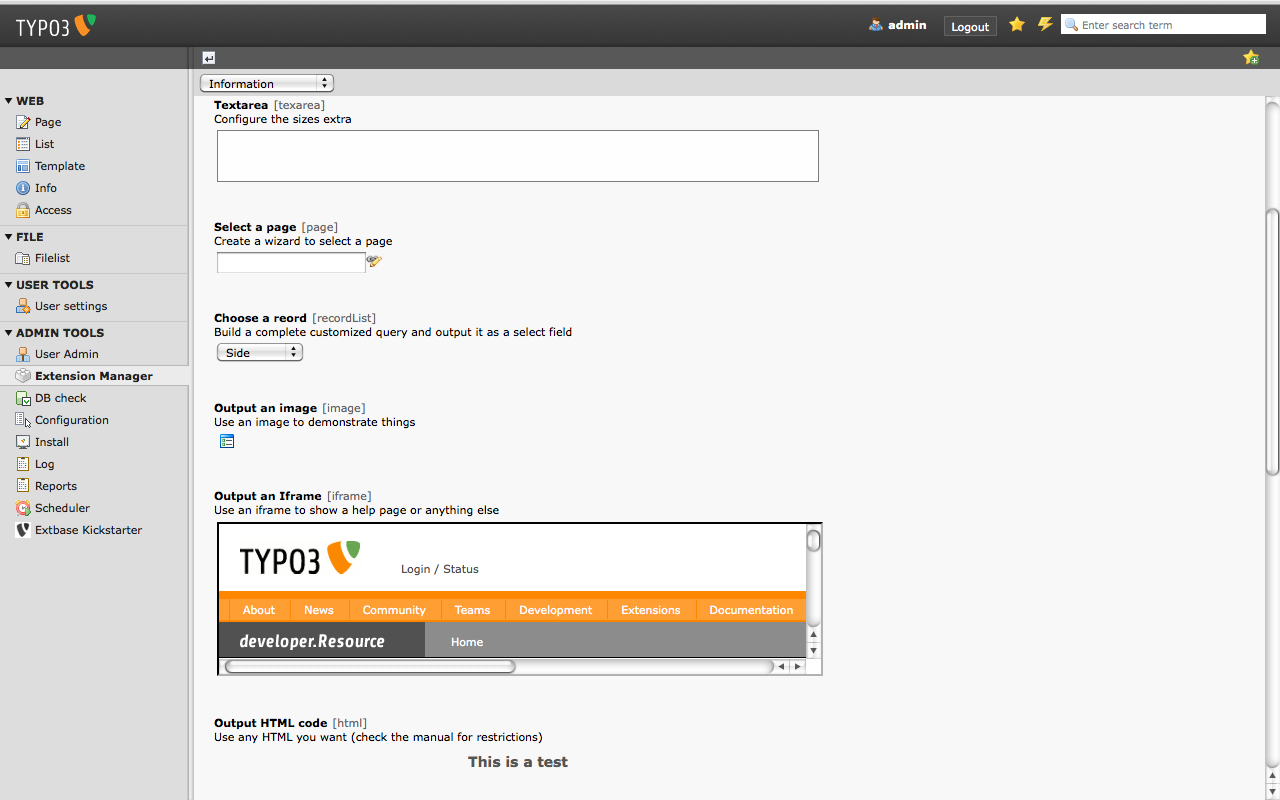 TYPO3
admin
Logout
Enter search term
Information
WEB
Page
List
Template
Info
Access
FILE
Filelist
USER TOOLS
User settings
ADMIN TOOLS
User Admin
Extension Manager
DB check
Configuration
Install
Log
Reports
Scheduler
Extbase Kickstarter
Textarea [texarea]
Configure the sizes extra
Select a page [page]
Create a wizard to select a page
Choose a reord [recordList]
Build a complete customized query and output it as a select field
Side
Output an image [image]
Use an image to demonstrate things
Output an Iframe [iframe]
Use an iframe to show a help page or anything else
TYPO3
Login / Status
About News Community Teams Development Extensions Documentation
developer.Resource Home
Output HTML code [html]
Use any HTML you want (check the manual for restrictions)
This is a test